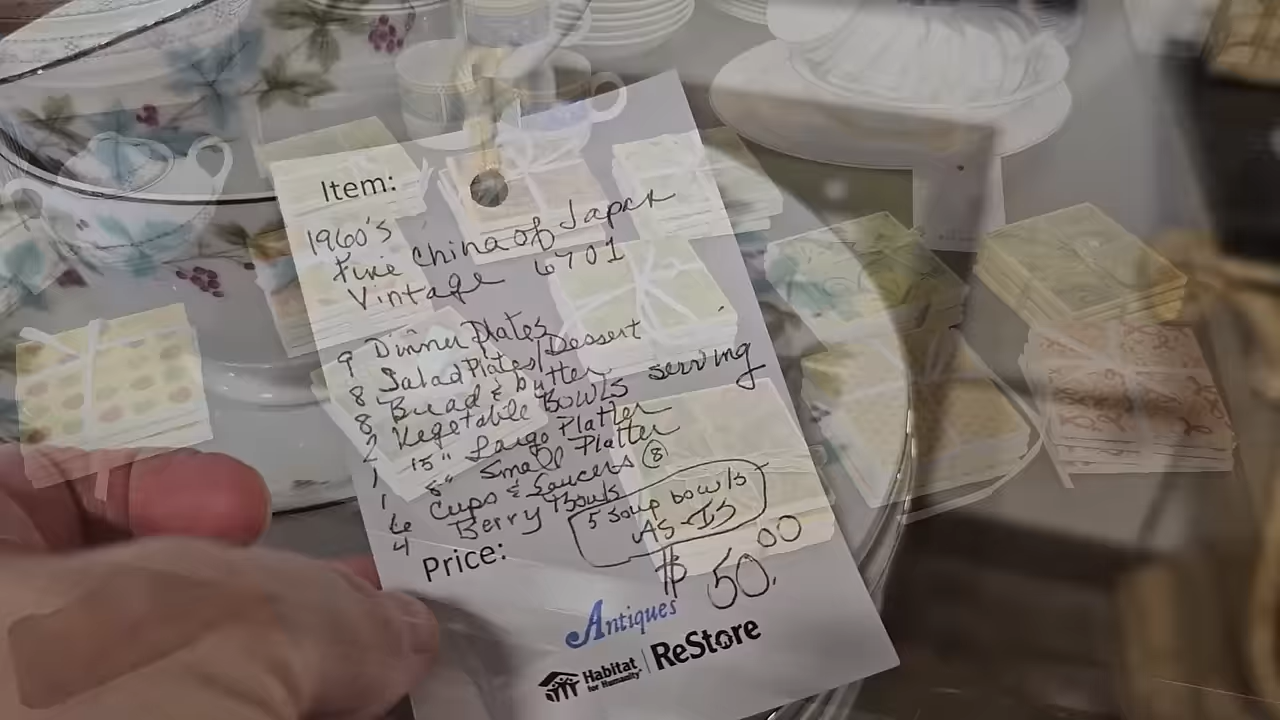 Item:
1960's
Fine China of Japan
Vintage 6701
9 Dinner Plates
8 Salad Plates/Dessert
8 Bread & butter
2 Vegetable Bowls serving
1 15" Large Platter
1 8" Small Platter
6 Cups & Saucers (8)
4 Berry Bowls
5 Soup bowls
AS-IS
Price: $50.00
Antiques
Habitat for Humanity® | ReStore